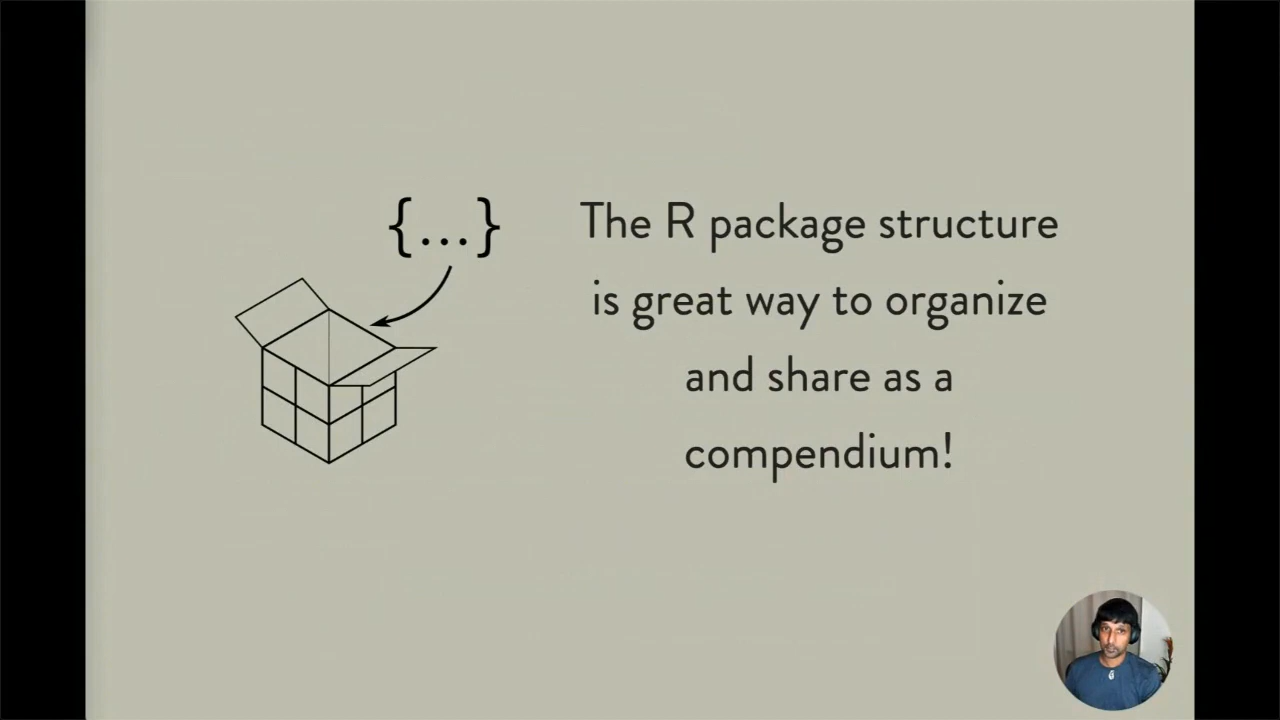 {...}
The R package structure
is great way to organize
and share as a
compendium!